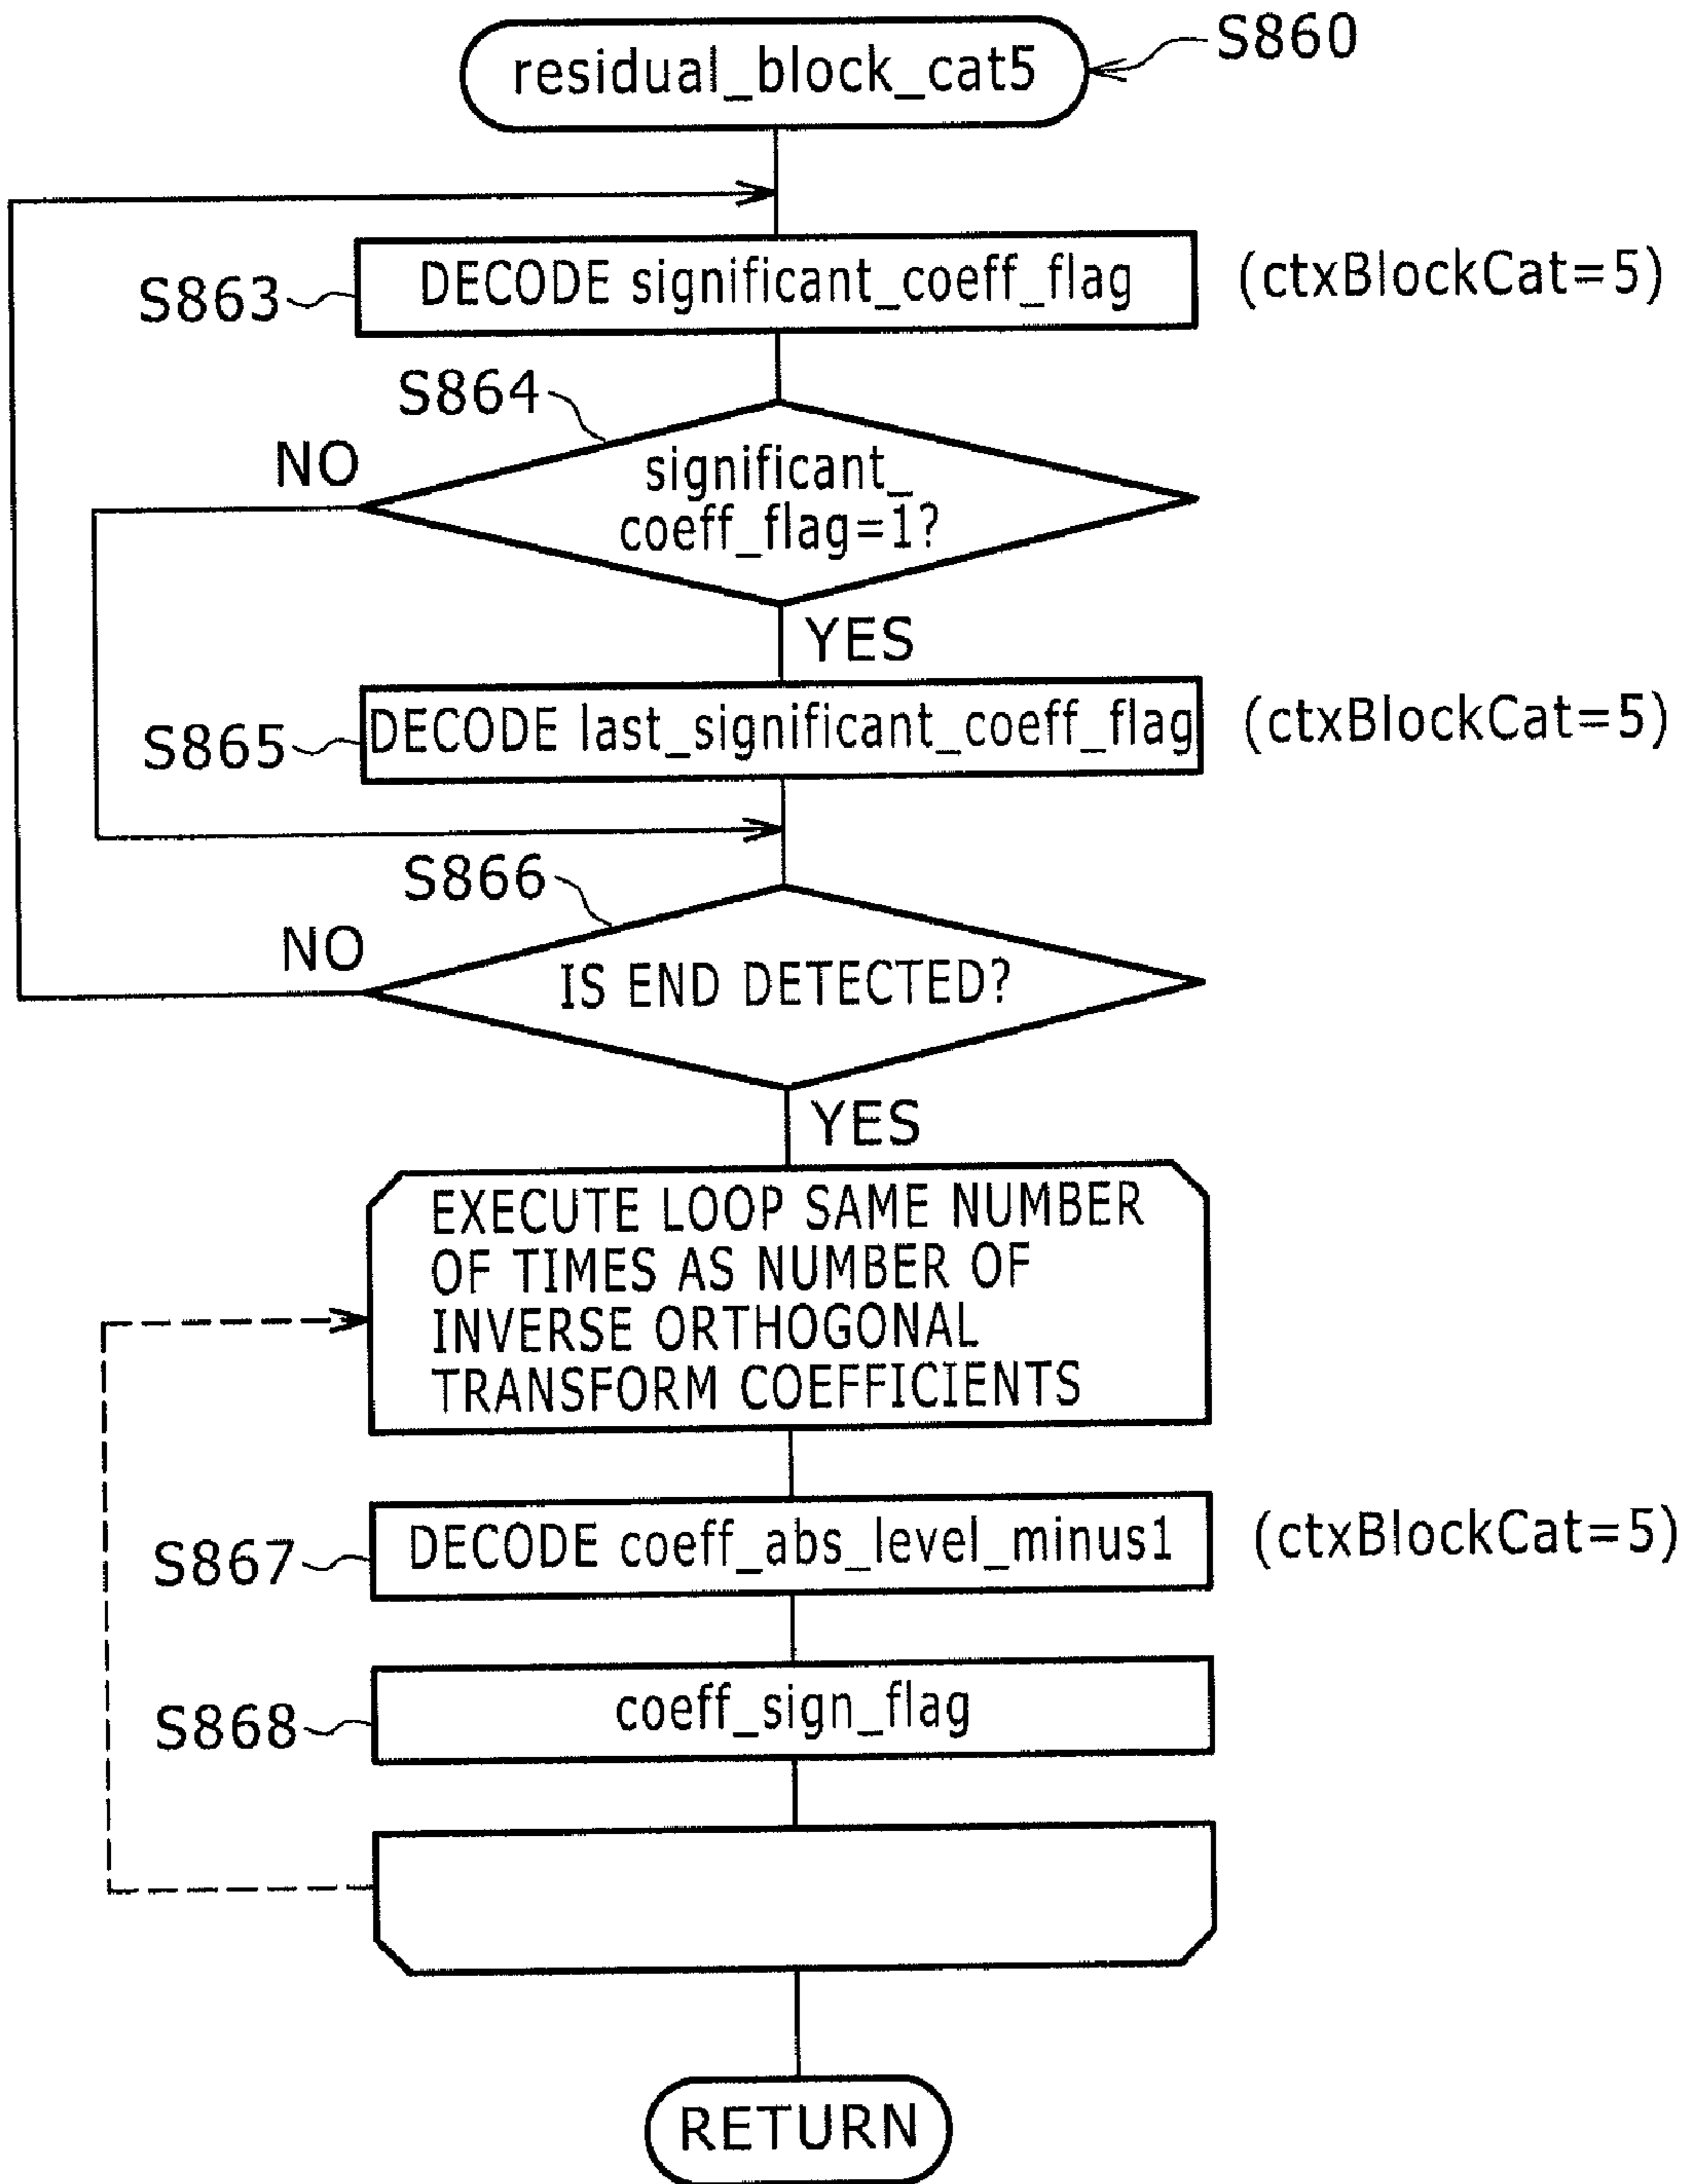 S860
residual_block_cat5
S863
DECODE significant_coeff_flag
(ctxBlockCat=5)
S864
NO
significant_
coeff_flag=1?
YES
S865
DECODE last_significant_coeff_flag
(ctxBlockCat=5)
S866
NO
IS END DETECTED?
YES
EXECUTE LOOP SAME NUMBER
OF TIMES AS NUMBER OF
INVERSE ORTHOGONAL
TRANSFORM COEFFICIENTS
S867
DECODE coeff_abs_level_minus1
(ctxBlockCat=5)
S868
coeff_sign_flag
RETURN